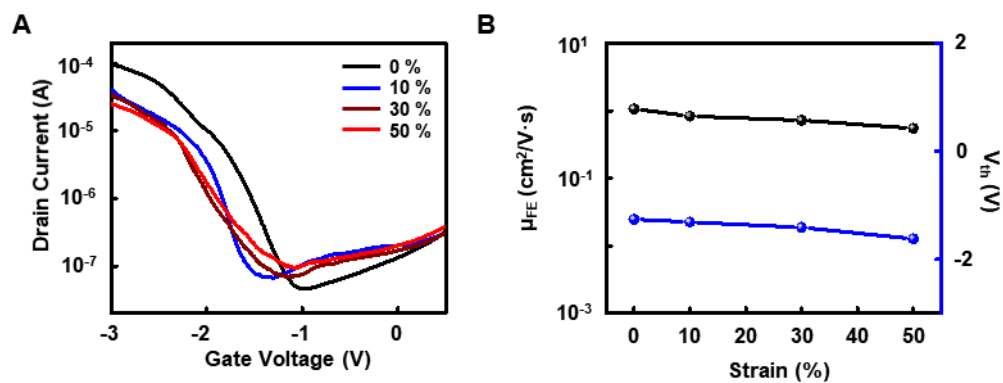 A
Drain Current (A)
10⁻⁴
10⁻⁵
10⁻⁶
10⁻⁷
0 %
10 %
30 %
50 %
-3 -2 -1 0
Gate Voltage (V)
B
μFE (cm²/V·s)
10¹
10⁻¹
10⁻³
2
0
-2
Vth (V)
0 10 20 30 40 50
Strain (%)